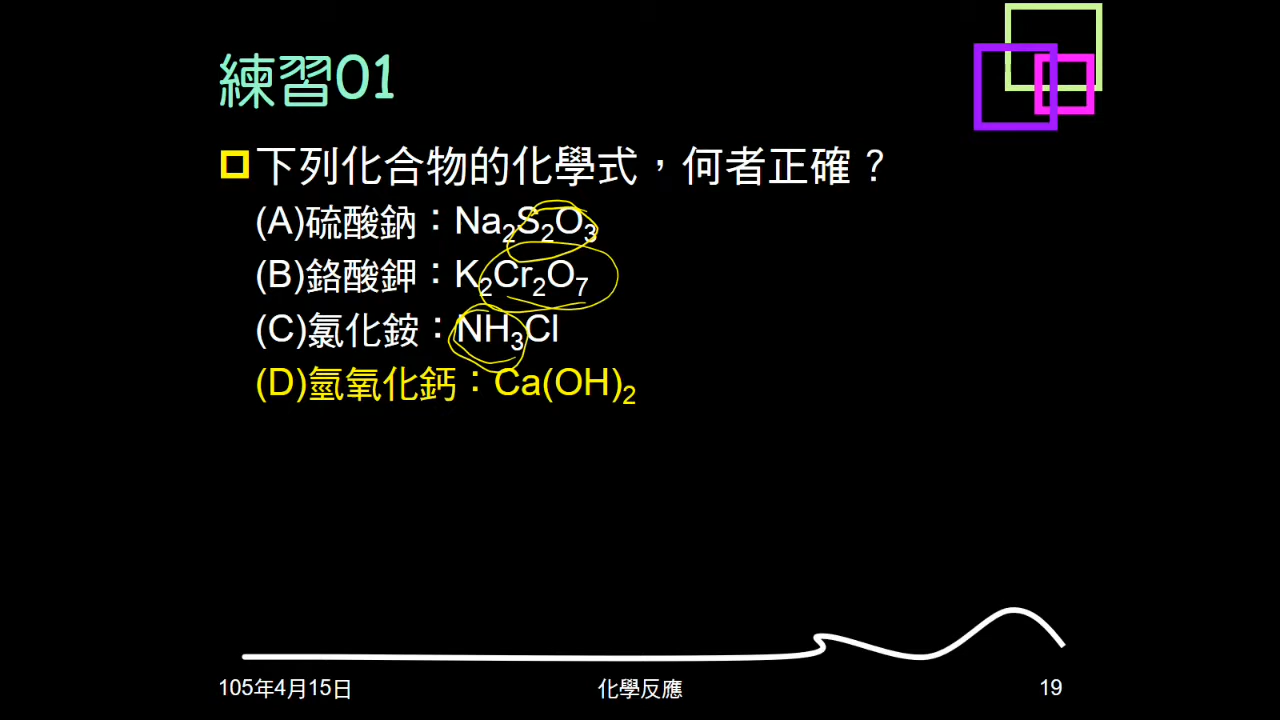 練習01
下列化合物的化學式，何者正確？
(A)硫酸鈉：Na₂S₂O₃
(B)鉻酸鉀：K₂Cr₂O₇
(C)氯化銨：NH₃Cl
(D)氫氧化鈣：Ca(OH)₂
105年4月15日
化學反應
19